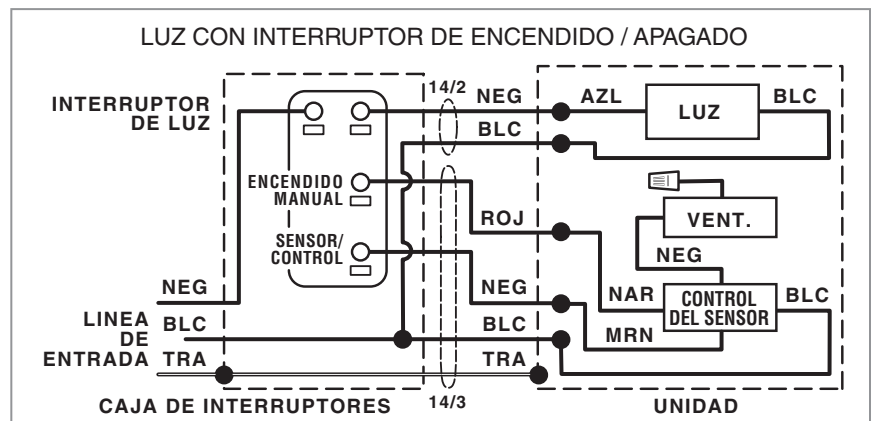 LUZ CON INTERRUPTOR DE ENCENDIDO / APAGADO
INTERRUPTOR
DE LUZ
14/2
NEG
AZL
LUZ
BLC
BLC
ENCENDIDO
MANUAL
ROJ
VENT.
SENSOR/
CONTROL
NEG
NEG
NEG
NAR
CONTROL
DEL SENSOR
BLC
LINEA
DE
ENTRADA
BLC
BLC
MRN
TRA
TRA
CAJA DE INTERRUPTORES
14/3
UNIDAD